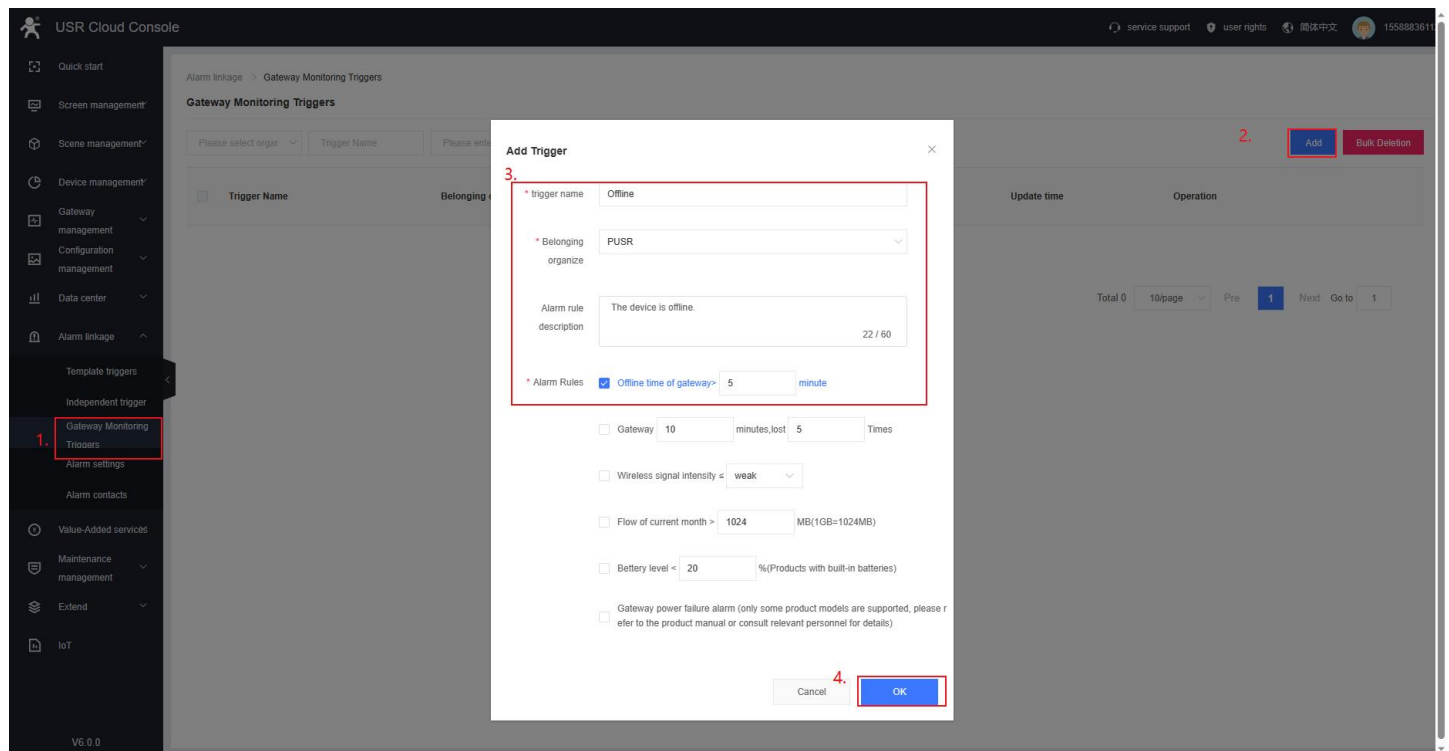 USR Cloud Console
service support
user rights
简体中文
15588836112
Quick start
Screen management
Scene management
Device management
Gateway
management
Configuration
management
Data center
Alarm linkage
Template triggers
Independent trigger
1.
Gateway Monitoring
Triggers
Alarm settings
Alarm contacts
Value-Added services
Maintenance
management
Extend
IoT
V6.0.0
Alarm linkage > Gateway Monitoring Triggers
Gateway Monitoring Triggers
Please select orgar
Trigger Name
Please ente
2.
Add
Bulk Deletion
Trigger Name
Belonging
Update time
Operation
Total 0
10/page
Pre
1
Next
Go to
1
Add Trigger
3.
* trigger name
Offline
* Belonging
organize
PUSR
Alarm rule
description
The device is offline.
22 / 60
* Alarm Rules
Offline time of gateway> 5 minute
Gateway 10 minutes,lost 5 Times
Wireless signal intensity ≤ weak
Flow of current month > 1024 MB(1GB=1024MB)
Bettery level < 20 %(Products with built-in batteries)
Gateway power failure alarm (only some product models are supported, please r
efer to the product manual or consult relevant personnel for details)
4.
Cancel
OK